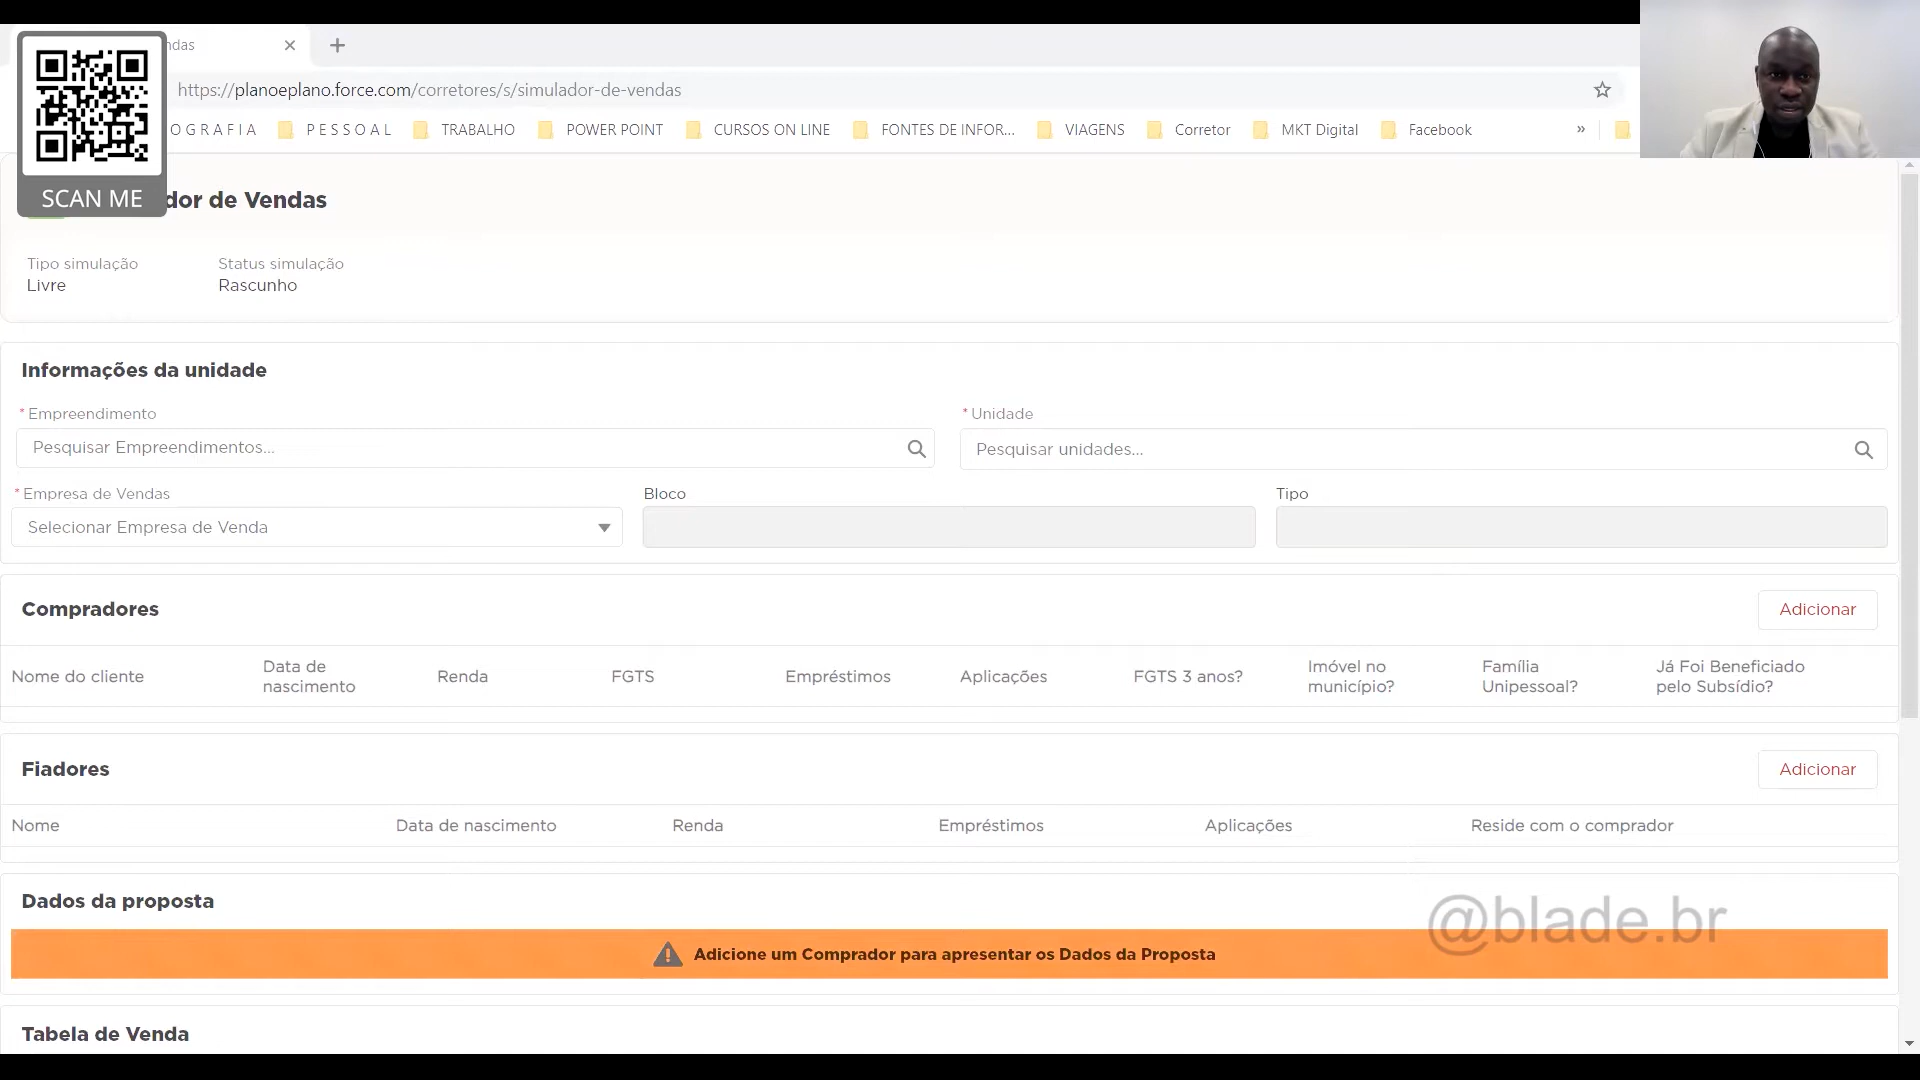 ndas
https://planoeplano.force.com/corretores/s/simulador-de-vendas
O G R A F I A
P E S S O A L
TRABALHO
POWER POINT
CURSOS ON LINE
FONTES DE INFOR...
VIAGENS
Corretor
MKT Digital
Facebook
»
SCAN ME
dor de Vendas
Tipo simulação
Status simulação
Livre
Rascunho
Informações da unidade
* Empreendimento
* Unidade
Pesquisar Empreendimentos...
Pesquisar unidades...
* Empresa de Vendas
Bloco
Tipo
Selecionar Empresa de Venda
Compradores
Adicionar
Nome do cliente
Data de
nascimento
Renda
FGTS
Empréstimos
Aplicações
FGTS 3 anos?
Imóvel no
município?
Família
Unipessoal?
Já Foi Beneficiado
pelo Subsídio?
Fiadores
Adicionar
Nome
Data de nascimento
Renda
Empréstimos
Aplicações
Reside com o comprador
Dados da proposta
@blade.br
Adicione um Comprador para apresentar os Dados da Proposta
Tabela de Venda